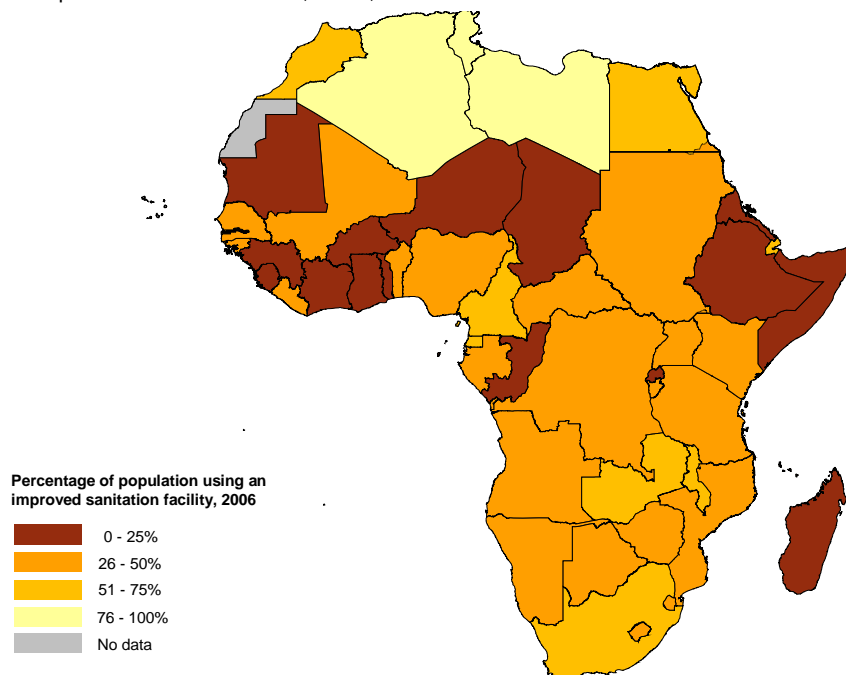 Percentage of population using an
improved sanitation facility, 2006
0 - 25%
26 - 50%
51 - 75%
76 - 100%
No data